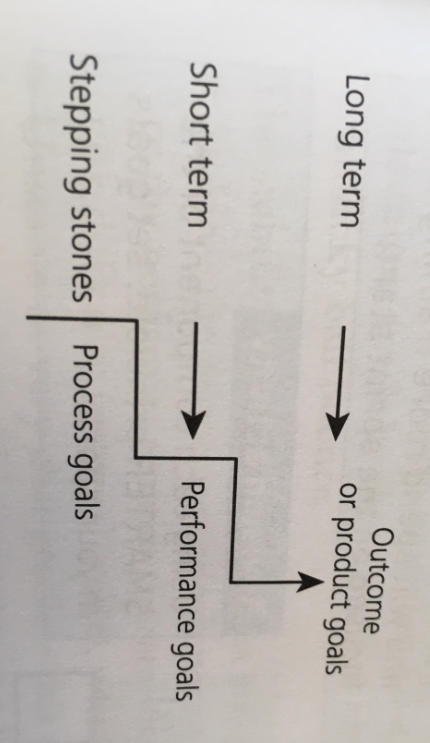 Long term
Outcome
or product goals
Short term
Performance goals
Stepping stones
Process goals